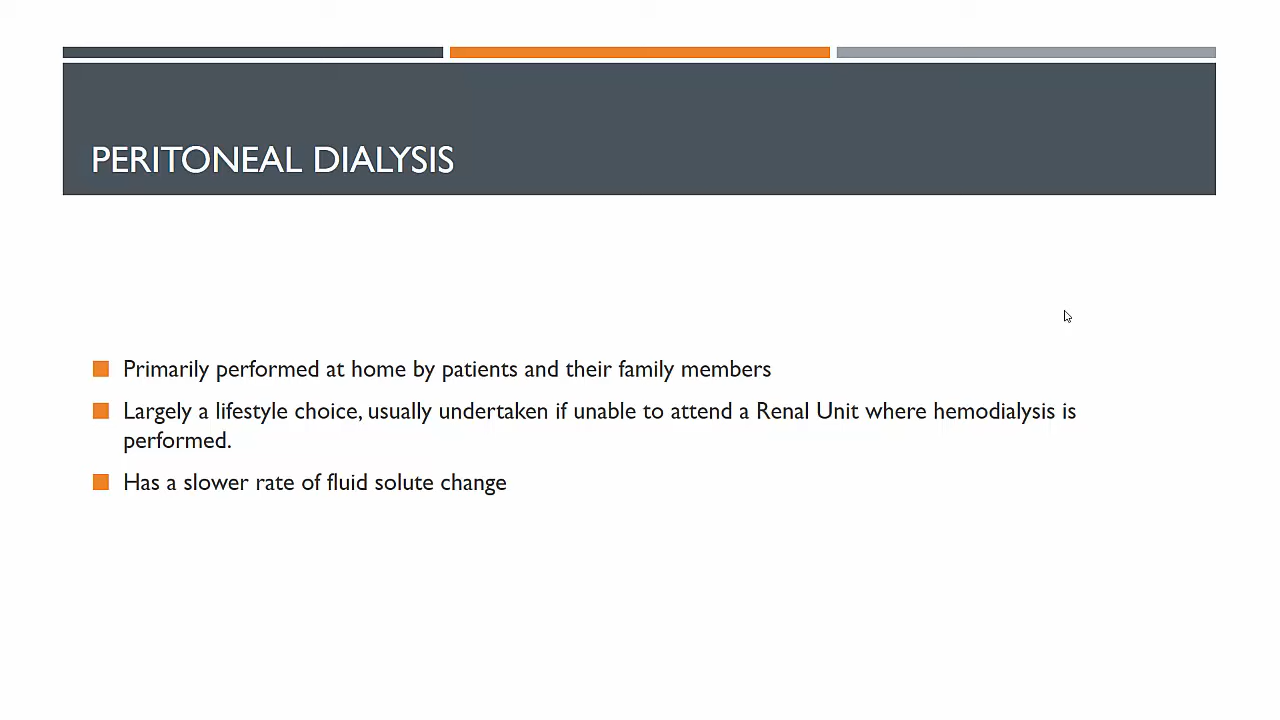 PERITONEAL DIALYSIS
Primarily performed at home by patients and their family members
Largely a lifestyle choice, usually undertaken if unable to attend a Renal Unit where hemodialysis is
performed.
Has a slower rate of fluid solute change